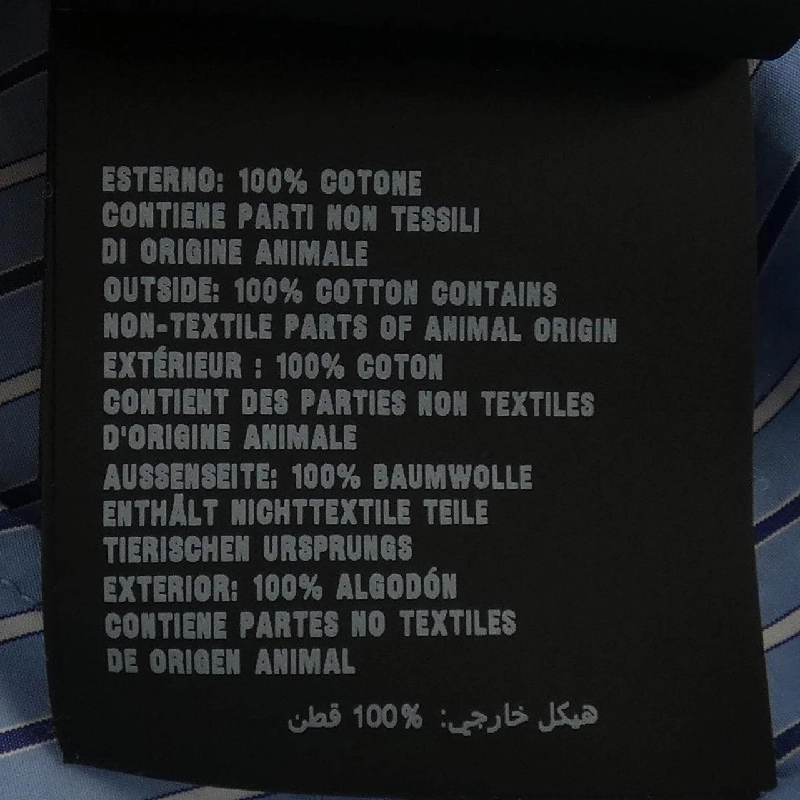 ESTERNO: 100% COTONE
CONTIENE PARTI NON TESSILI
DI ORIGINE ANIMALE
OUTSIDE: 100% COTTON CONTAINS
NON-TEXTILE PARTS OF ANIMAL ORIGIN
EXTÉRIEUR : 100% COTON
CONTIENT DES PARTIES NON TEXTILES
D'ORIGINE ANIMALE
AUSSENSEITE: 100% BAUMWOLLE
ENTHÅLT NICHTTEXTILE TEILE
TIERISCHEN URSPRUNGS
EXTERIOR: 100% ALGODÓN
CONTIENE PARTES NO TEXTILES
DE ORIGEN ANIMAL
هيكل خارجي: %100 قطن